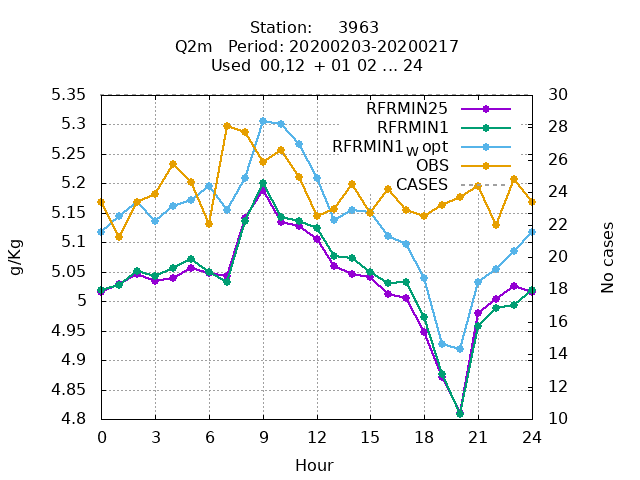 Station: 3963
Q2m Period: 20200203-20200217
Used 00,12 + 01 02 ... 24
5.35
5.3
5.25
5.2
5.15
5.1
5.05
5
4.95
4.9
4.85
4.8
g/Kg
RFRMIN25
RFRMIN1
RFRMIN1w opt
OBS
CASES
30
28
26
24
22
20
18
16
14
12
10
No cases
0 3 6 9 12 15 18 21 24
Hour